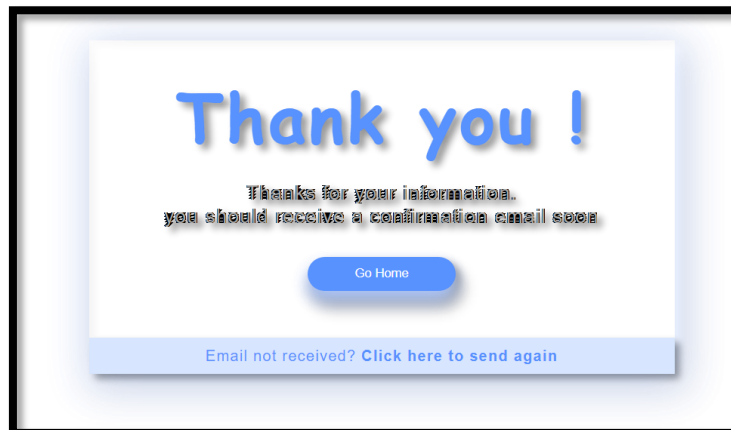 Thank you !
Thanks for your information.
you should receive a confirmation email soon
Go Home
Email not received? Click here to send again